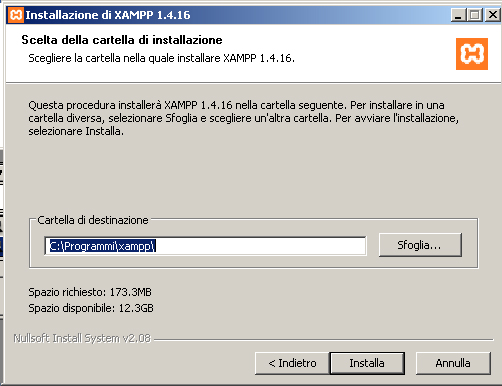 Installazione di XAMPP 1.4.16
Scelta della cartella di installazione
Scegliere la cartella nella quale installare XAMPP 1.4.16.
Questa procedura installerà XAMPP 1.4.16 nella cartella seguente. Per installare in una
cartella diversa, selezionare Sfoglia e scegliere un'altra cartella. Per avviare l'installazione,
selezionare Installa.
Cartella di destinazione
C:\Programmi\xampp\
Sfoglia...
Spazio richiesto: 173.3MB
Spazio disponibile: 12.3GB
Nullsoft Install System v2.08
< Indietro
Installa
Annulla